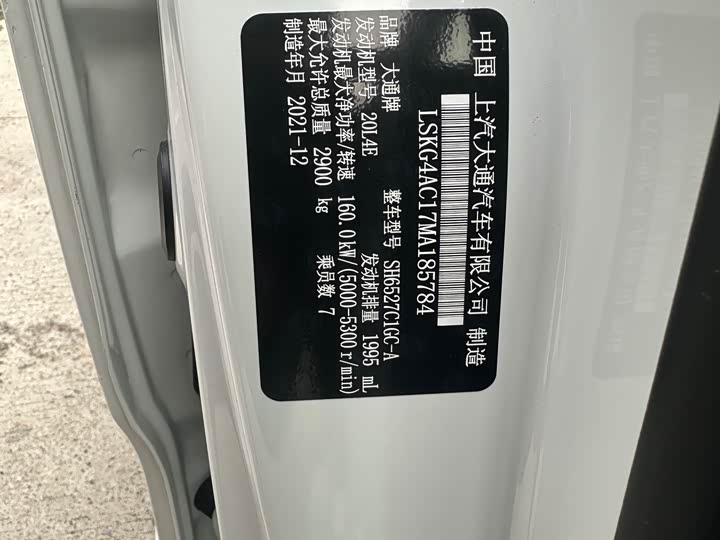 中国 上汽大通汽车有限公司 制造
LSKG4AC17MA185784
品牌 大通牌 整车型号 SH6527C1GC-A
发动机型号 20L4E 发动机排量 1995 mL
发动机最大净功率/转速 160.0kW/(5000-5300r/min)
最大允许总质量 2900 kg 乘员数 7
制造年月 2021-12